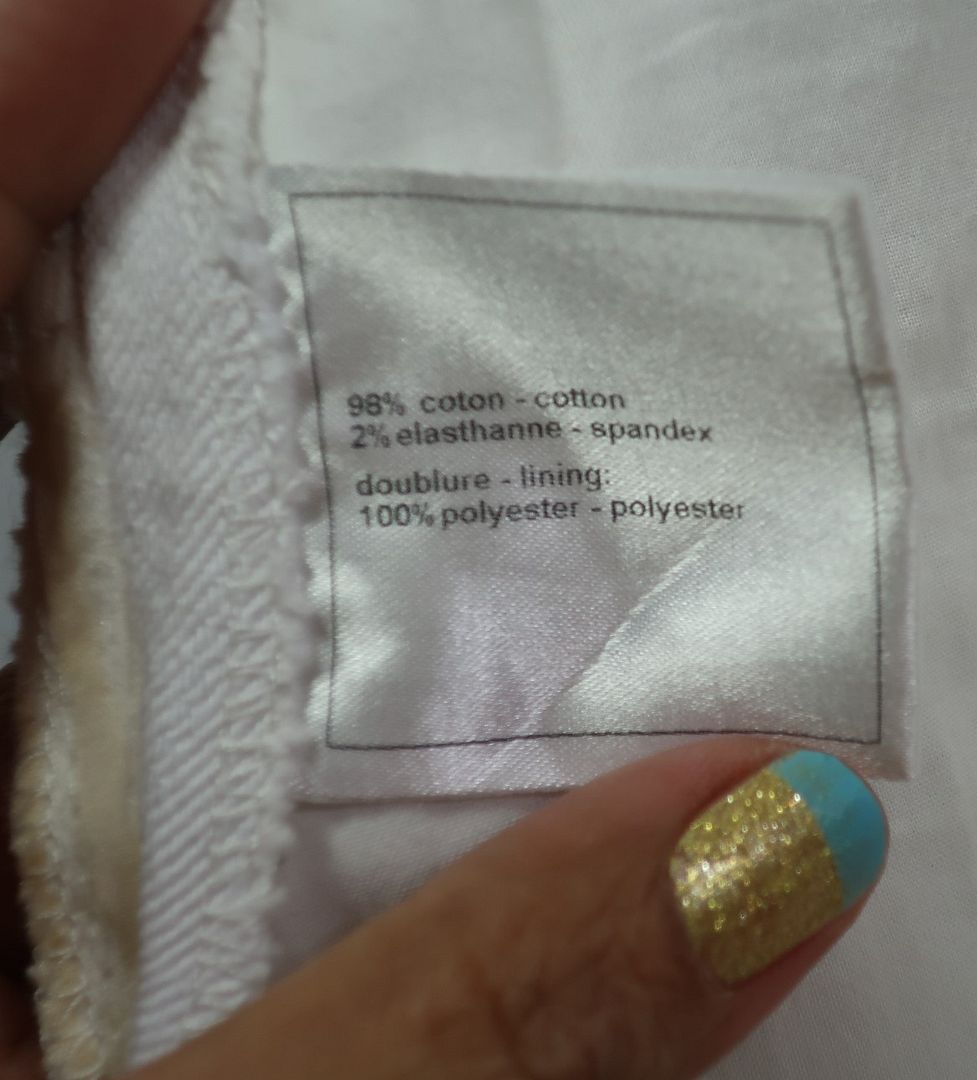 98% coton - cotton
2% elasthanne - spandex
doublure - lining:
100% polyester - polyester